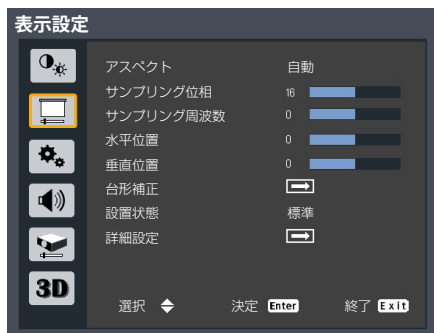 表示設定
アスペクト 自動
サンプリング位相 16
サンプリング周波数 0
水平位置 0
垂直位置 0
台形補正
設置状態 標準
詳細設定
3D
選択 決定 Enter 終了 Exit